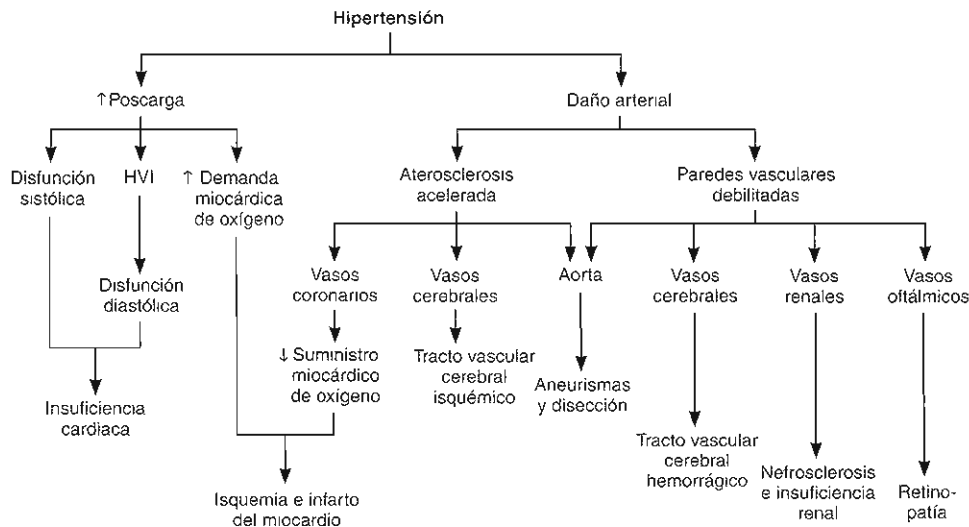 Hipertensión
↑ Poscarga
Daño arterial
Disfunción
sistólica
HVI
↑ Demanda
miocárdica
de oxígeno
Aterosclerosis
acelerada
Paredes vasculares
debilitadas
Disfunción
diastólica
Vasos
coronarios
Vasos
cerebrales
Aorta
Vasos
cerebrales
Vasos
renales
Vasos
oftálmicos
↓ Suministro
miocárdico
de oxígeno
Tracto vascular
cerebral
isquémico
Aneurismas
y disección
Insuficiencia
cardiaca
Tracto vascular
cerebral
hemorrágico
Nefrosclerosis
e insuficiencia
renal
Retino-
patía
Isquemia e infarto
del miocardio